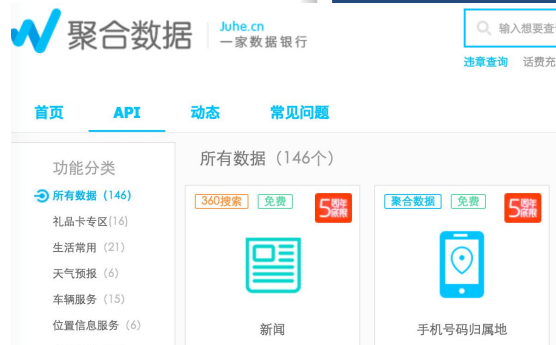 聚合数据
Juhe.cn
一家数据银行
输入想要查
违章查询 话费充
首页 API 动态 常见问题
功能分类
所有数据（146）
礼品卡专区(16)
生活常用（21）
天气预报（6）
车辆服务（15）
位置信息服务（6）
所有数据（146个）
360搜索 免费 5周年底限
新闻
聚合数据 免费 5周年底限
手机号码归属地